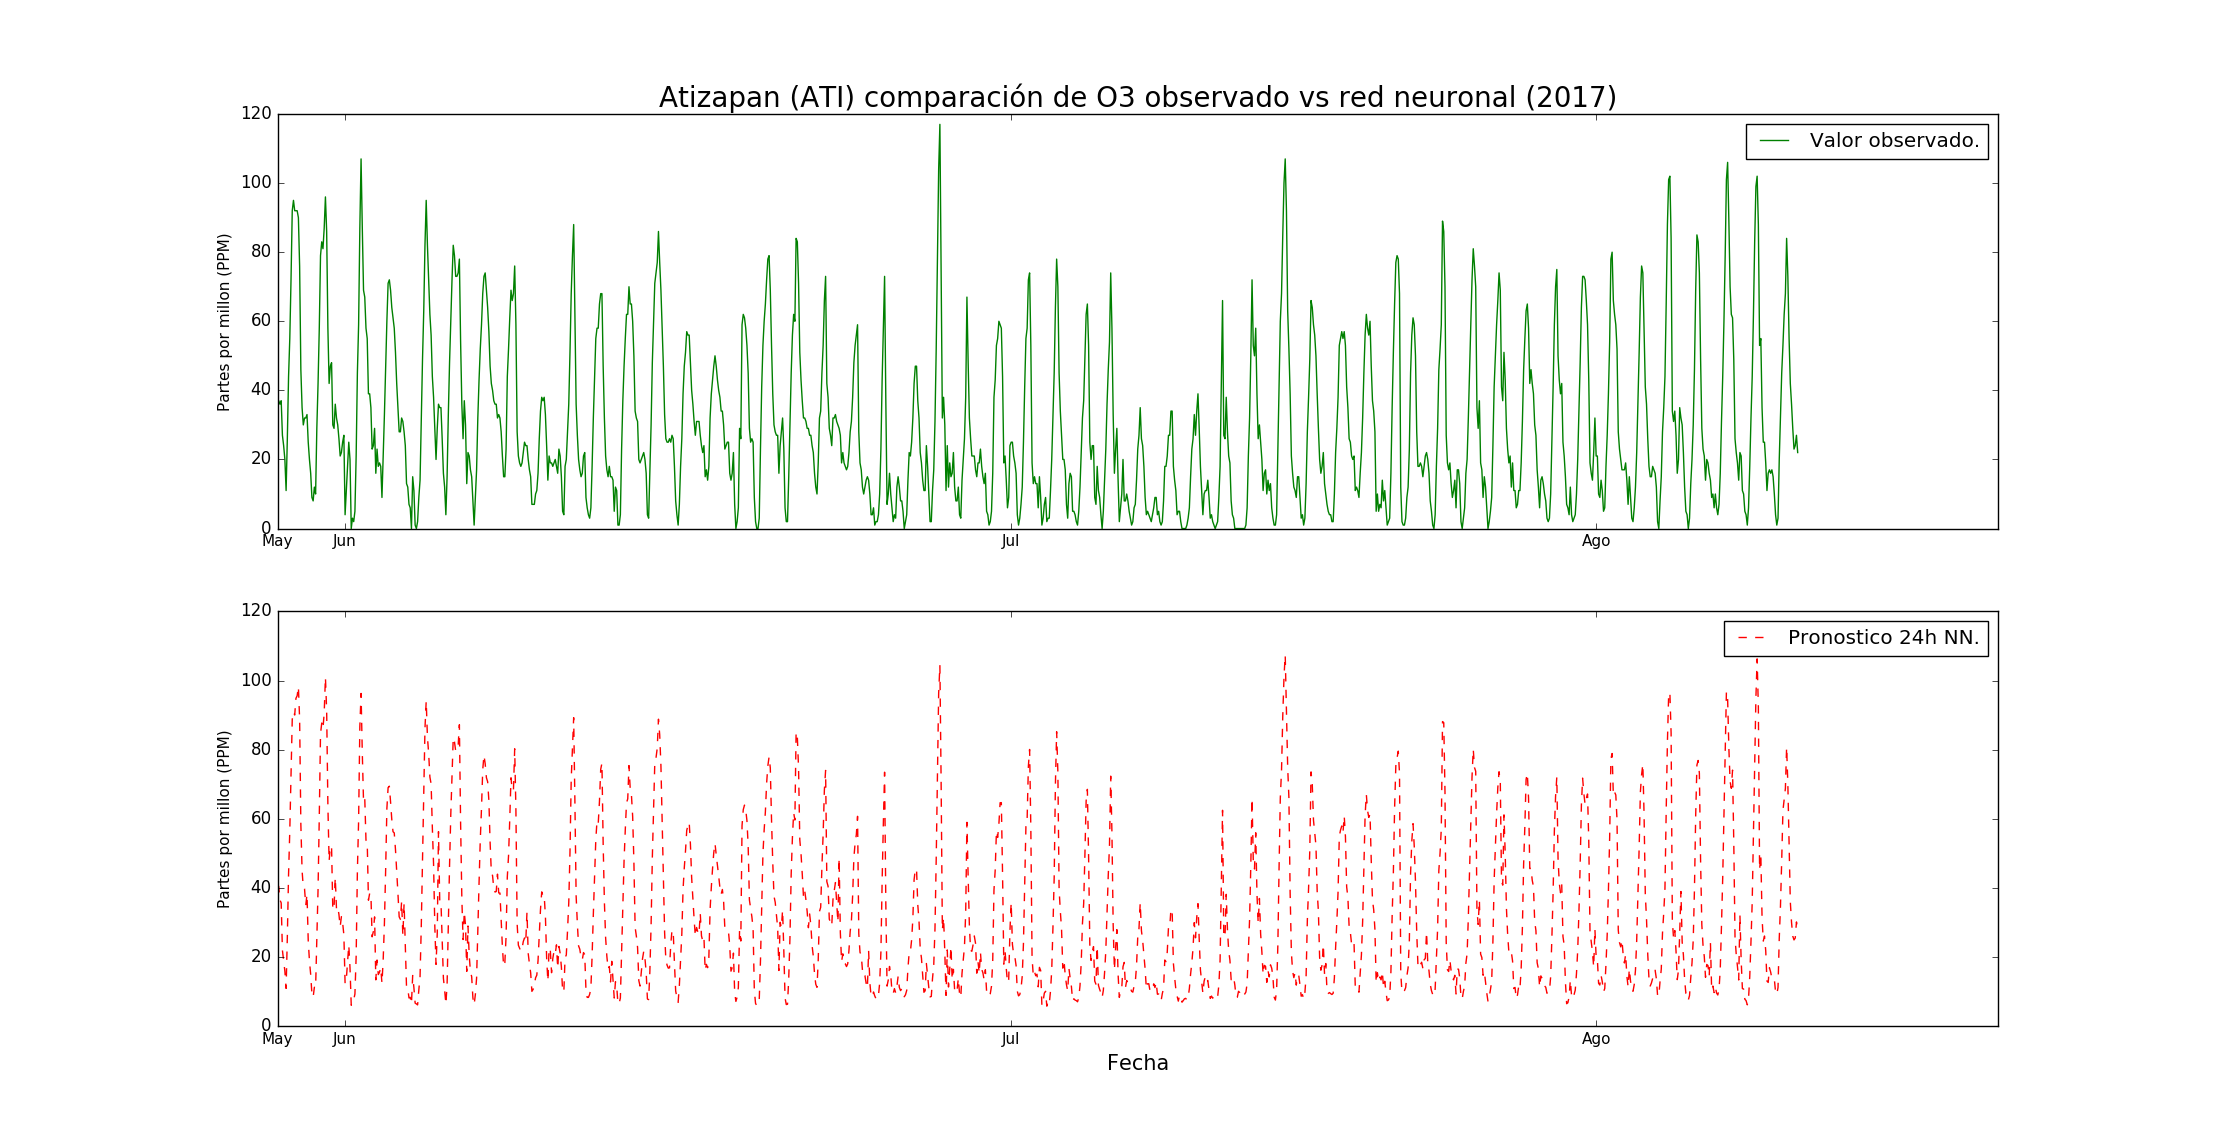 Atizapan (ATI) comparación de O3 observado vs red neuronal (2017)
120
100
80
60
40
20
0
Partes por millon (PPM)
Valor observado.
May Jun Jul Ago
120
100
80
60
40
20
0
Partes por millon (PPM)
Pronostico 24h NN.
May Jun Jul Ago
Fecha